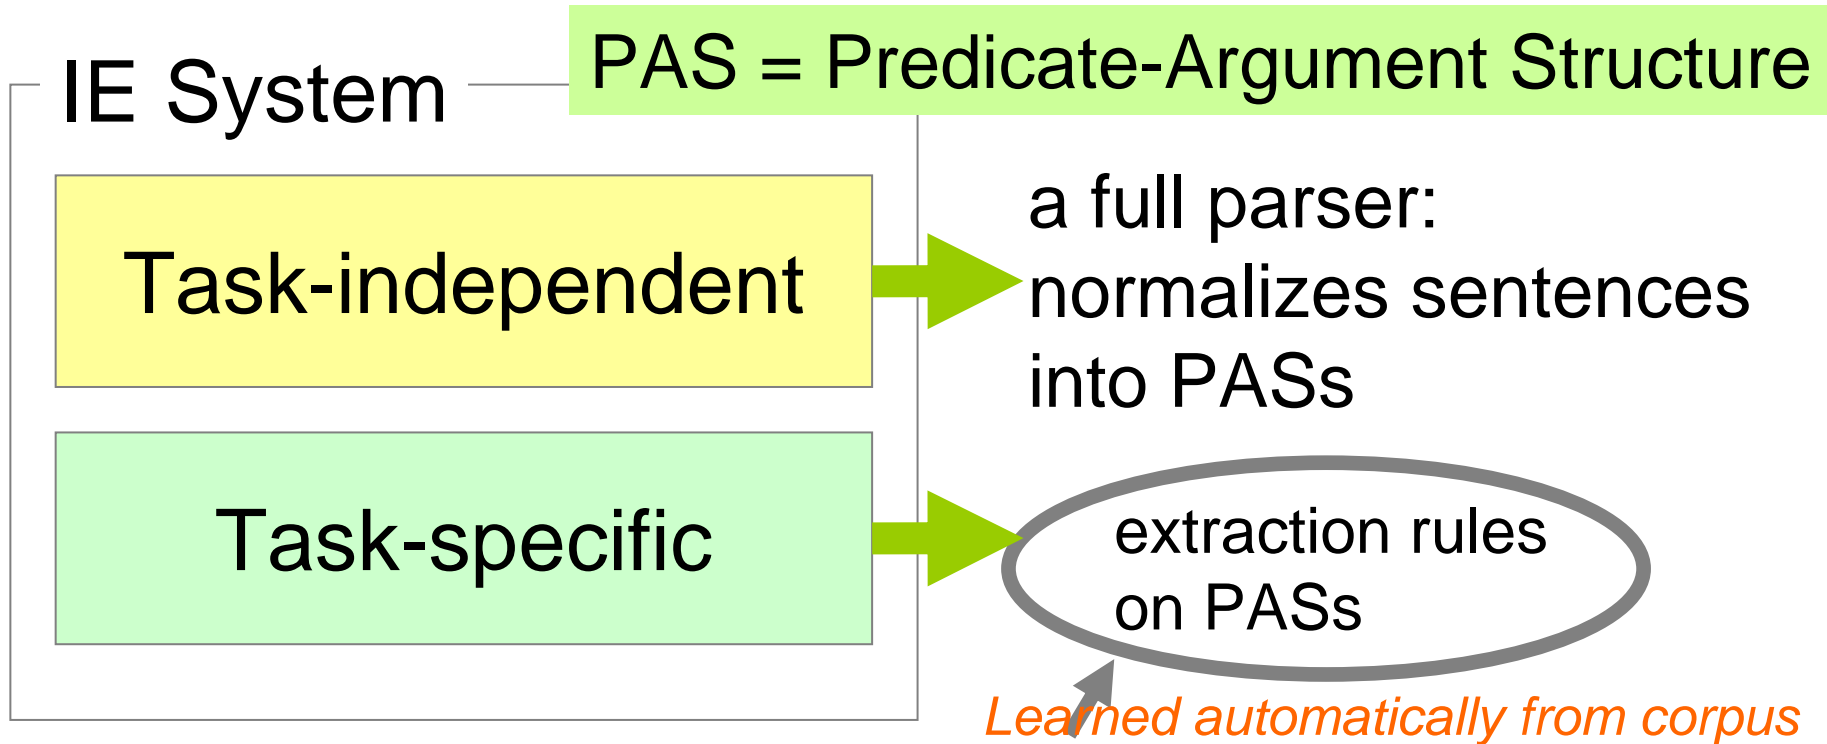 PAS = Predicate-Argument Structure
IE System
Task-independent
a full parser:
normalizes sentences
into PASs
Task-specific
extraction rules
on PASs
Learned automatically from corpus